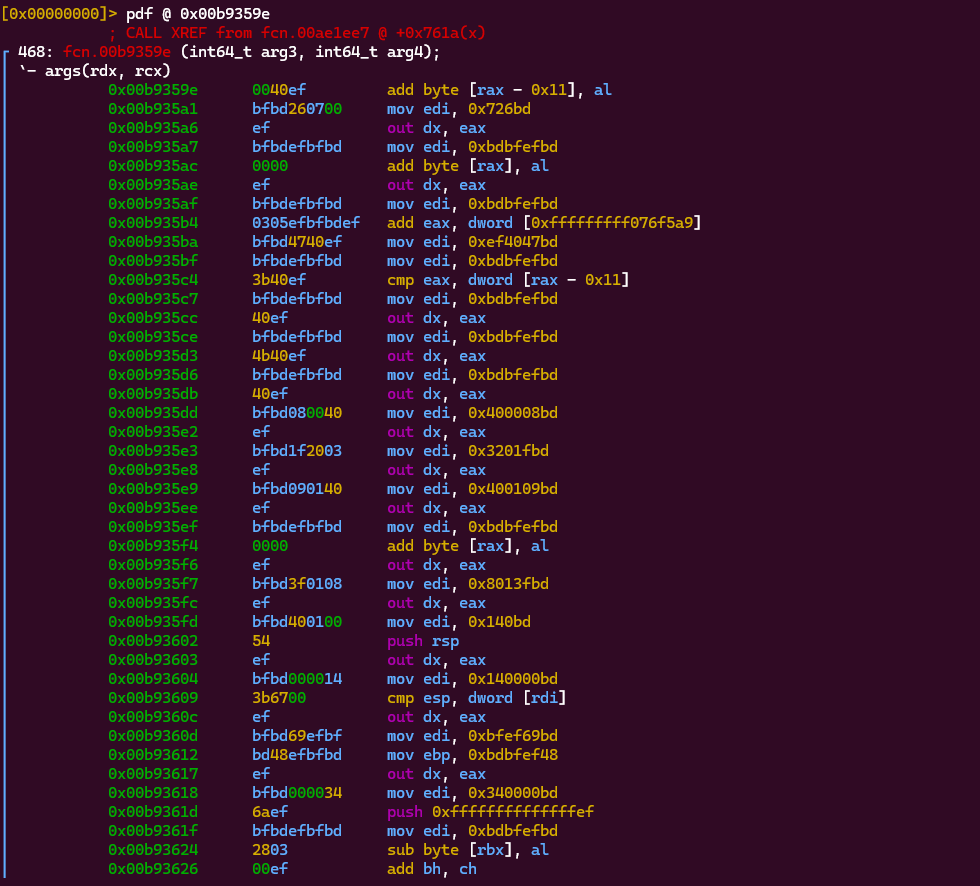 [0x00000000]> pdf @ 0x00b9359e
; CALL XREF from fcn.00ae1ee7 @ +0x761a(x)
┌ 468: fcn.00b9359e (int64_t arg3, int64_t arg4);
│ `- args(rdx, rcx)
│ 0x00b9359e 0040ef add byte [rax - 0x11], al
│ 0x00b935a1 bfbd260700 mov edi, 0x726bd
│ 0x00b935a6 ef out dx, eax
│ 0x00b935a7 bfbdefbfbd mov edi, 0xbdbfefbd
│ 0x00b935ac 0000 add byte [rax], al
│ 0x00b935ae ef out dx, eax
│ 0x00b935af bfbdefbfbd mov edi, 0xbdbfefbd
│ 0x00b935b4 0305efbfbdef add eax, dword [0xfffffffff076f5a9]
│ 0x00b935ba bfbd4740ef mov edi, 0xef4047bd
│ 0x00b935bf bfbdefbfbd mov edi, 0xbdbfefbd
│ 0x00b935c4 3b40ef cmp eax, dword [rax - 0x11]
│ 0x00b935c7 bfbdefbfbd mov edi, 0xbdbfefbd
│ 0x00b935cc 40ef out dx, eax
│ 0x00b935ce bfbdefbfbd mov edi, 0xbdbfefbd
│ 0x00b935d3 4b40ef out dx, eax
│ 0x00b935d6 bfbdefbfbd mov edi, 0xbdbfefbd
│ 0x00b935db 40ef out dx, eax
│ 0x00b935dd bfbd080040 mov edi, 0x400008bd
│ 0x00b935e2 ef out dx, eax
│ 0x00b935e3 bfbd1f2003 mov edi, 0x3201fbd
│ 0x00b935e8 ef out dx, eax
│ 0x00b935e9 bfbd090140 mov edi, 0x400109bd
│ 0x00b935ee ef out dx, eax
│ 0x00b935ef bfbdefbfbd mov edi, 0xbdbfefbd
│ 0x00b935f4 0000 add byte [rax], al
│ 0x00b935f6 ef out dx, eax
│ 0x00b935f7 bfbd3f0108 mov edi, 0x8013fbd
│ 0x00b935fc ef out dx, eax
│ 0x00b935fd bfbd400100 mov edi, 0x140bd
│ 0x00b93602 54 push rsp
│ 0x00b93603 ef out dx, eax
│ 0x00b93604 bfbd000014 mov edi, 0x140000bd
│ 0x00b93609 3b6700 cmp esp, dword [rdi]
│ 0x00b9360c ef out dx, eax
│ 0x00b9360d bfbd69efbf mov edi, 0xbfef69bd
│ 0x00b93612 bd48efbfbd mov ebp, 0xbdbfef48
│ 0x00b93617 ef out dx, eax
│ 0x00b93618 bfbd000034 mov edi, 0x340000bd
│ 0x00b9361d 6aef push 0xffffffffffffffef
│ 0x00b9361f bfbdefbfbd mov edi, 0xbdbfefbd
│ 0x00b93624 2803 sub byte [rbx], al
│ 0x00b93626 00ef add bh, ch